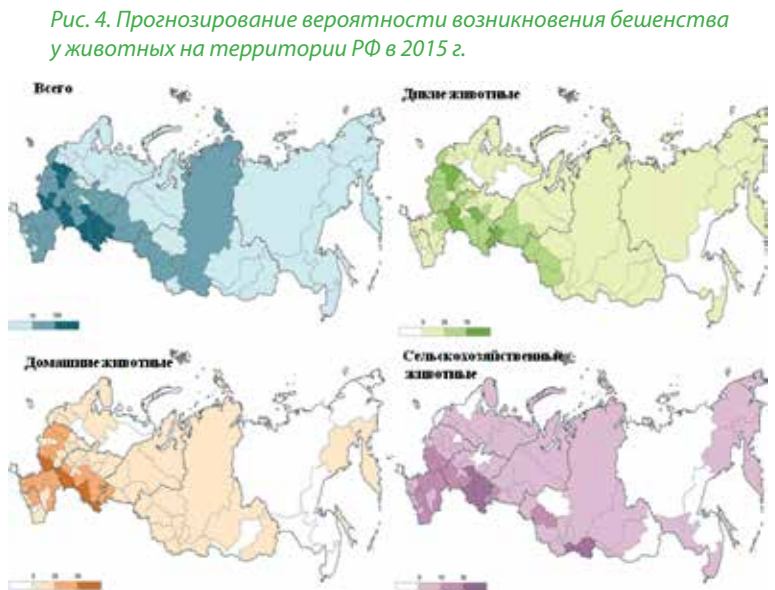 Рис. 4. Прогнозирование вероятности возникновения бешенства
у животных на территории РФ в 2015 г.
Всего
Дикие животные
Домашние животные
Сельскохозяйственные
животные